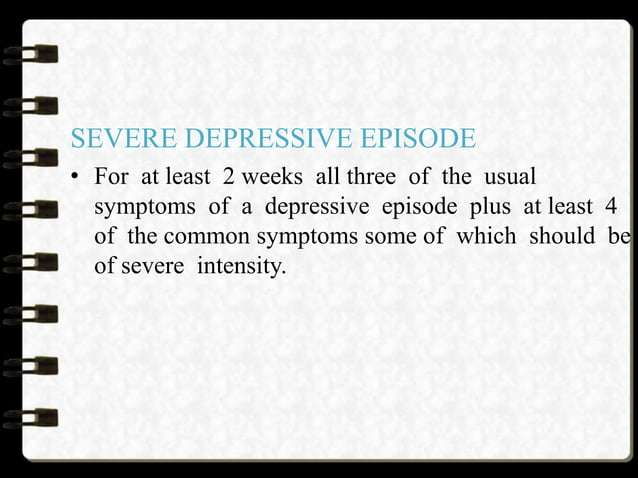 SEVERE DEPRESSIVE EPISODE
• For at least 2 weeks all three of the usual
symptoms of a depressive episode plus at least 4
of the common symptoms some of which should be
of severe intensity.